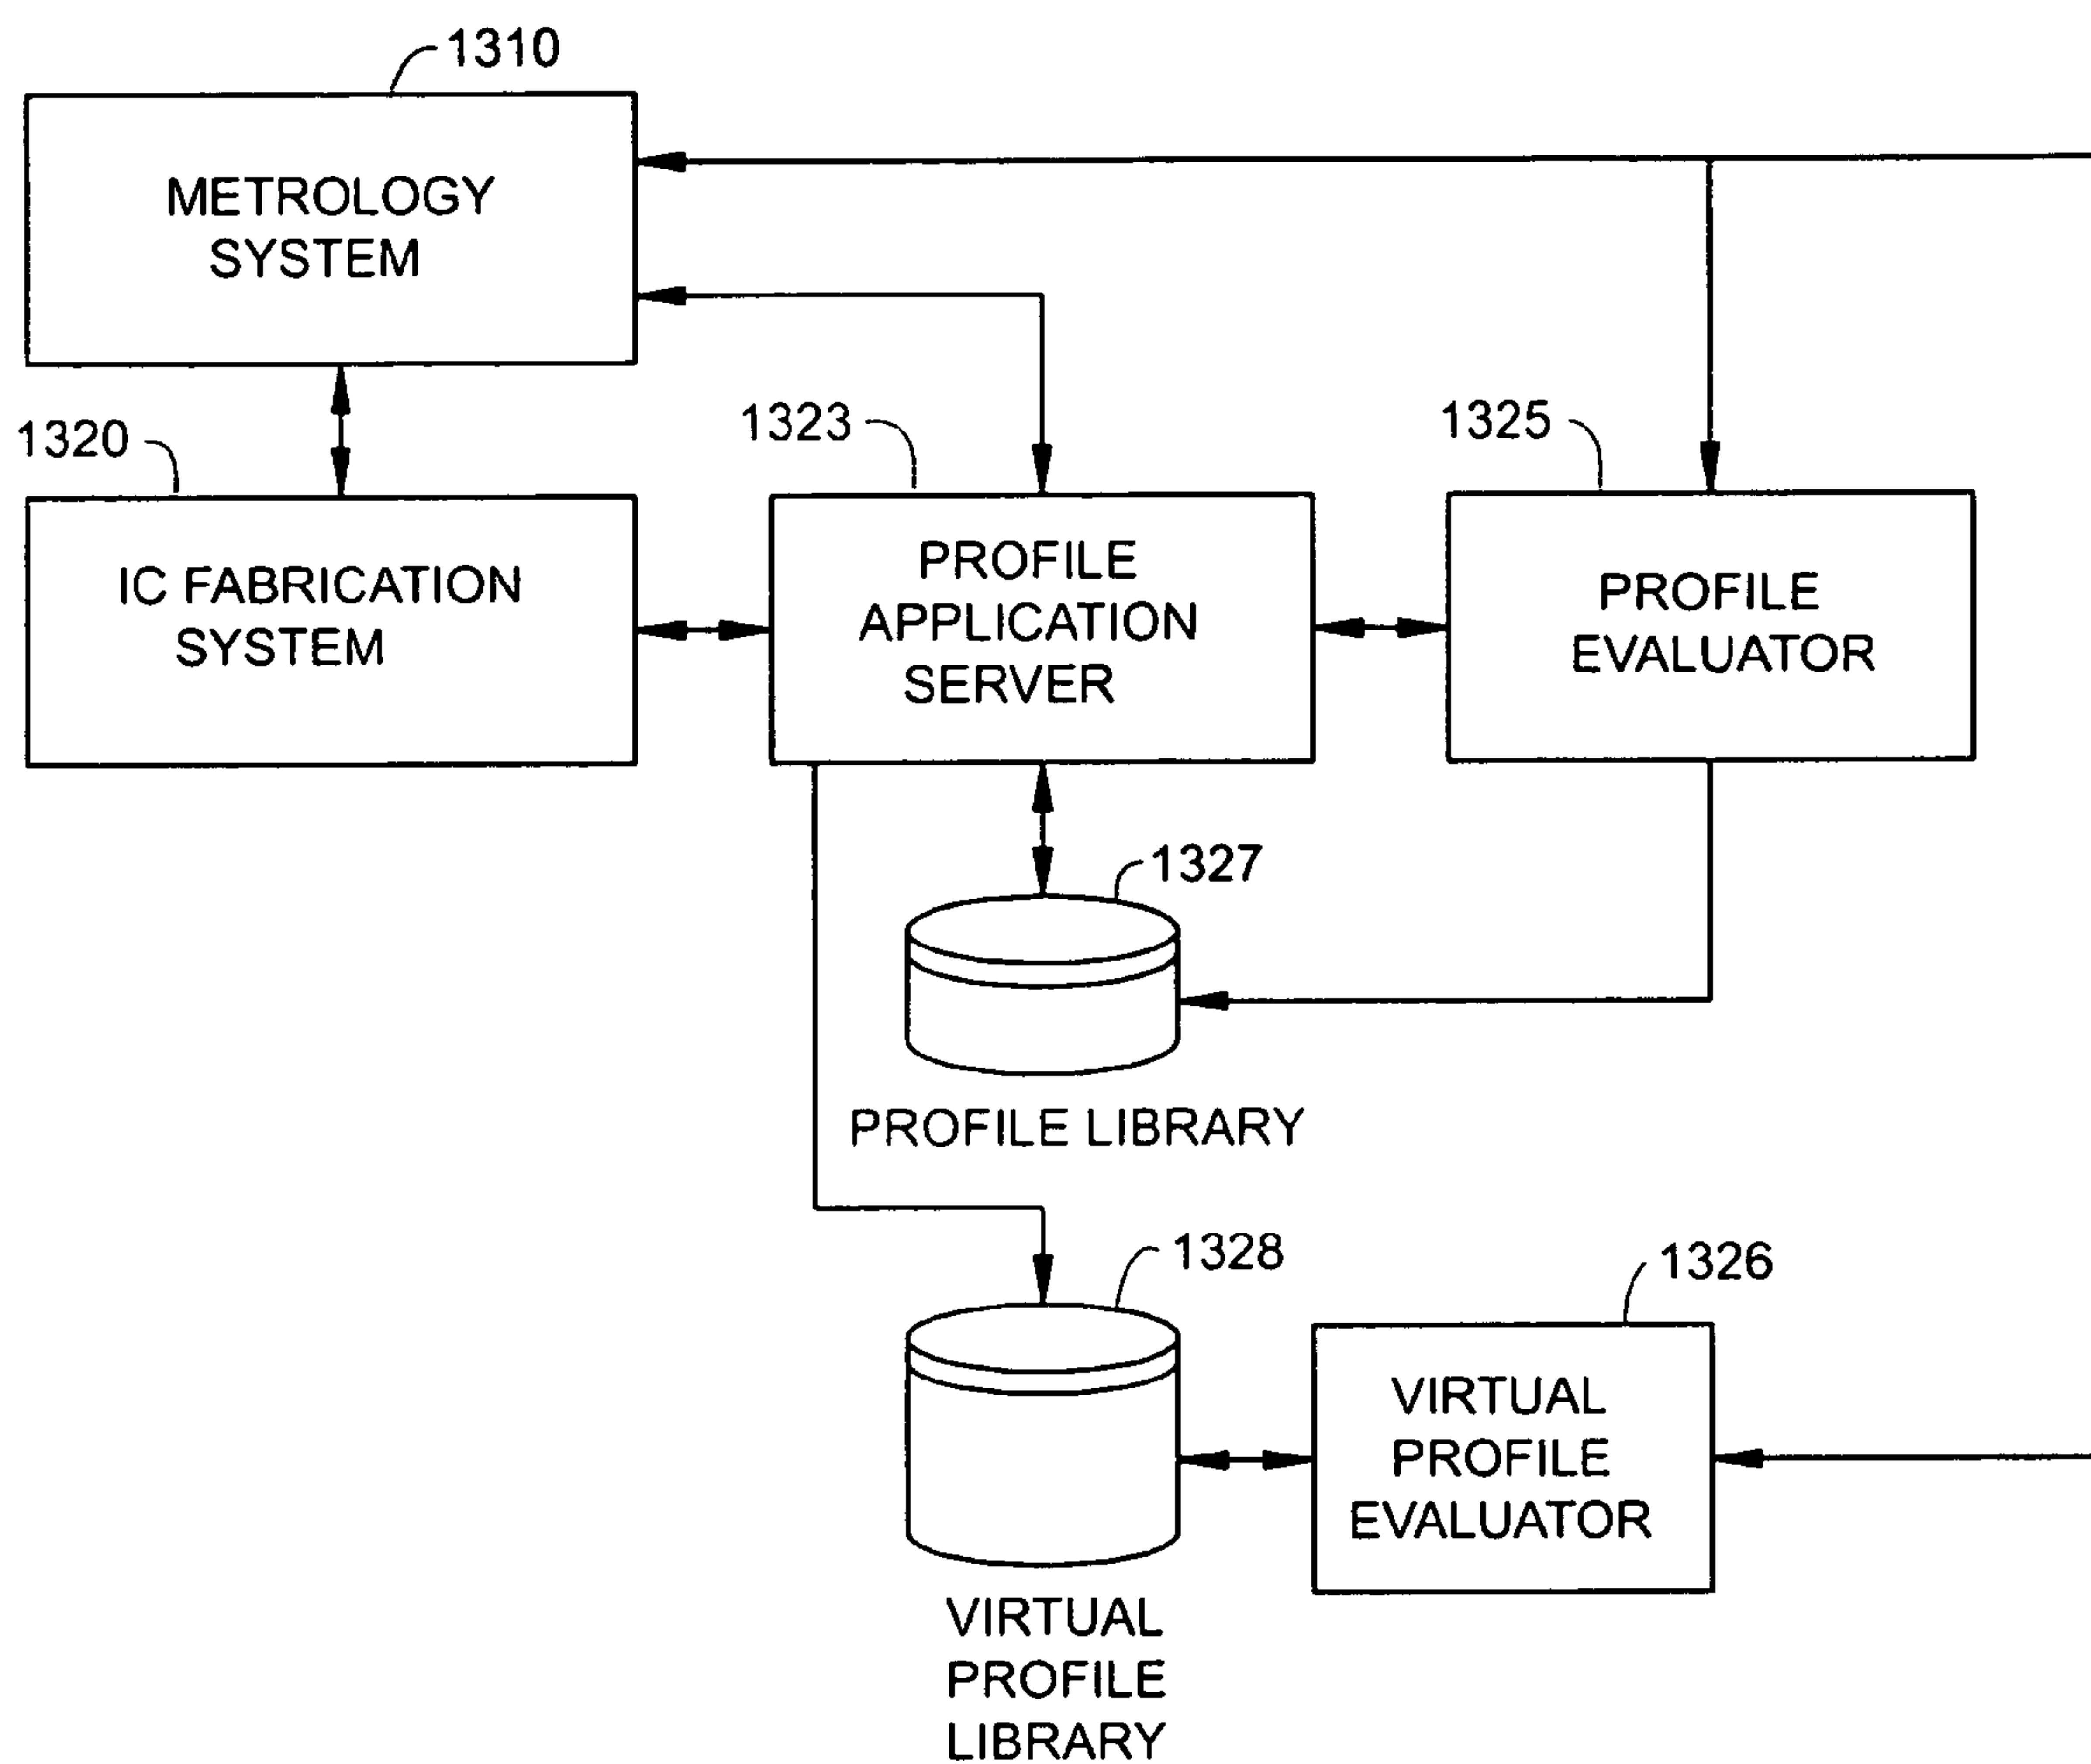 1310
METROLOGY
SYSTEM
1320
1323
1325
IC FABRICATION
SYSTEM
PROFILE
APPLICATION
SERVER
PROFILE
EVALUATOR
1327
PROFILE LIBRARY
1328
1326
VIRTUAL
PROFILE
EVALUATOR
VIRTUAL
PROFILE
LIBRARY